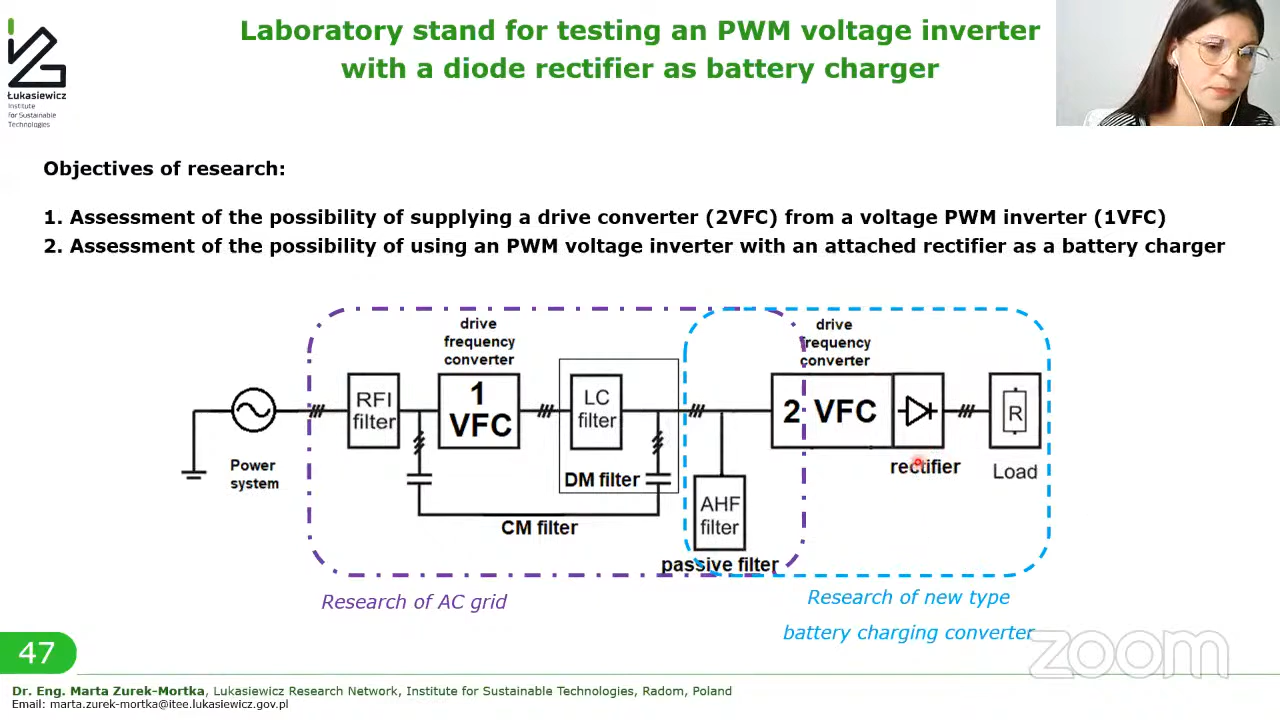 Laboratory stand for testing an PWM voltage inverter
with a diode rectifier as battery charger
Łukasiewicz
Institute
for Sustainable
Technologies
Objectives of research:
1. Assessment of the possibility of supplying a drive converter (2VFC) from a voltage PWM inverter (1VFC)
2. Assessment of the possibility of using an PWM voltage inverter with an attached rectifier as a battery charger
drive
frequency
converter
drive
frequency
converter
RFI
filter
1
VFC
LC
filter
2 VFC
R
Power
system
DM filter
rectifier
Load
AHF
filter
CM filter
passive filter
Research of AC grid
Research of new type
battery charging converter
zoom
47
Dr. Eng. Marta Zurek-Mortka, Lukasiewicz Research Network, Institute for Sustainable Technologies, Radom, Poland
Email: marta.zurek-mortka@itee.lukasiewicz.gov.pl